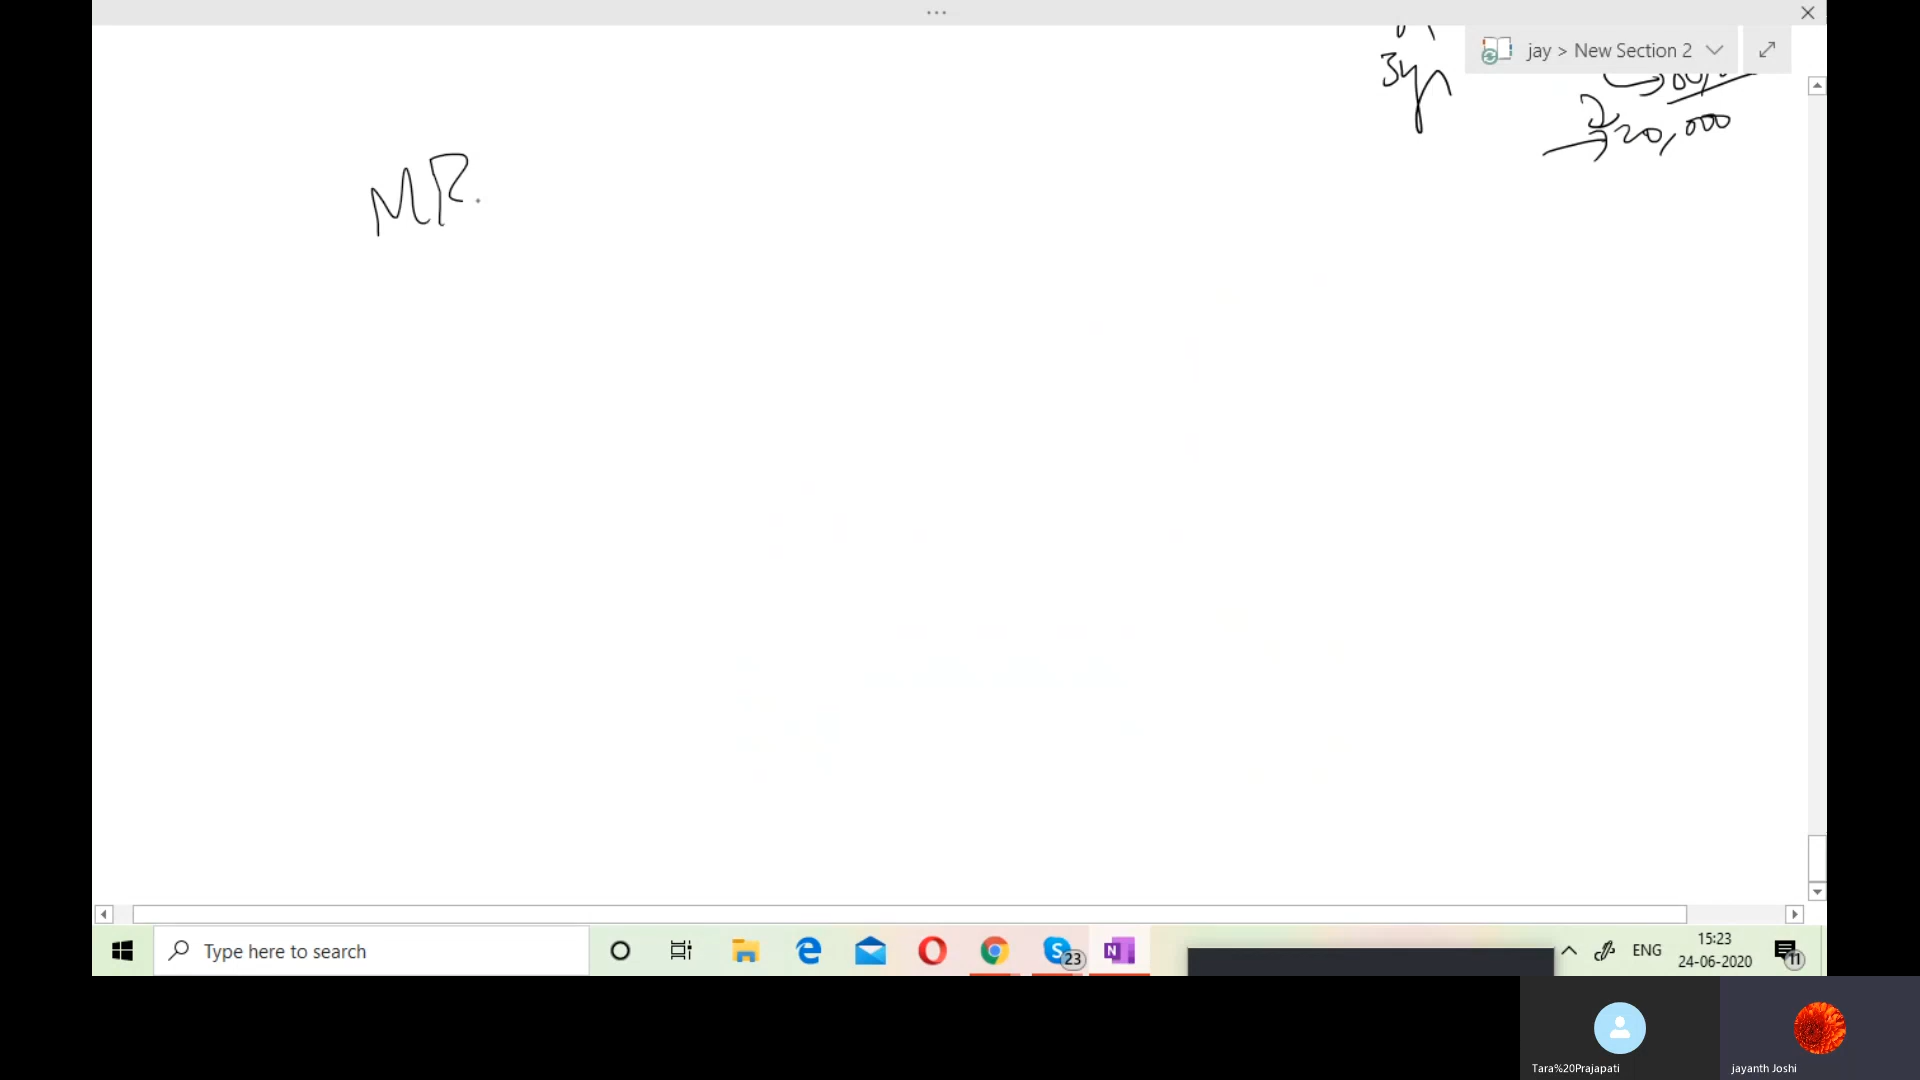 jay > New Section 2
3yr
20,000
MR
Type here to search
23
ENG
15:23
24-06-2020
11
Tara%20Prajapati
jayanth Joshi